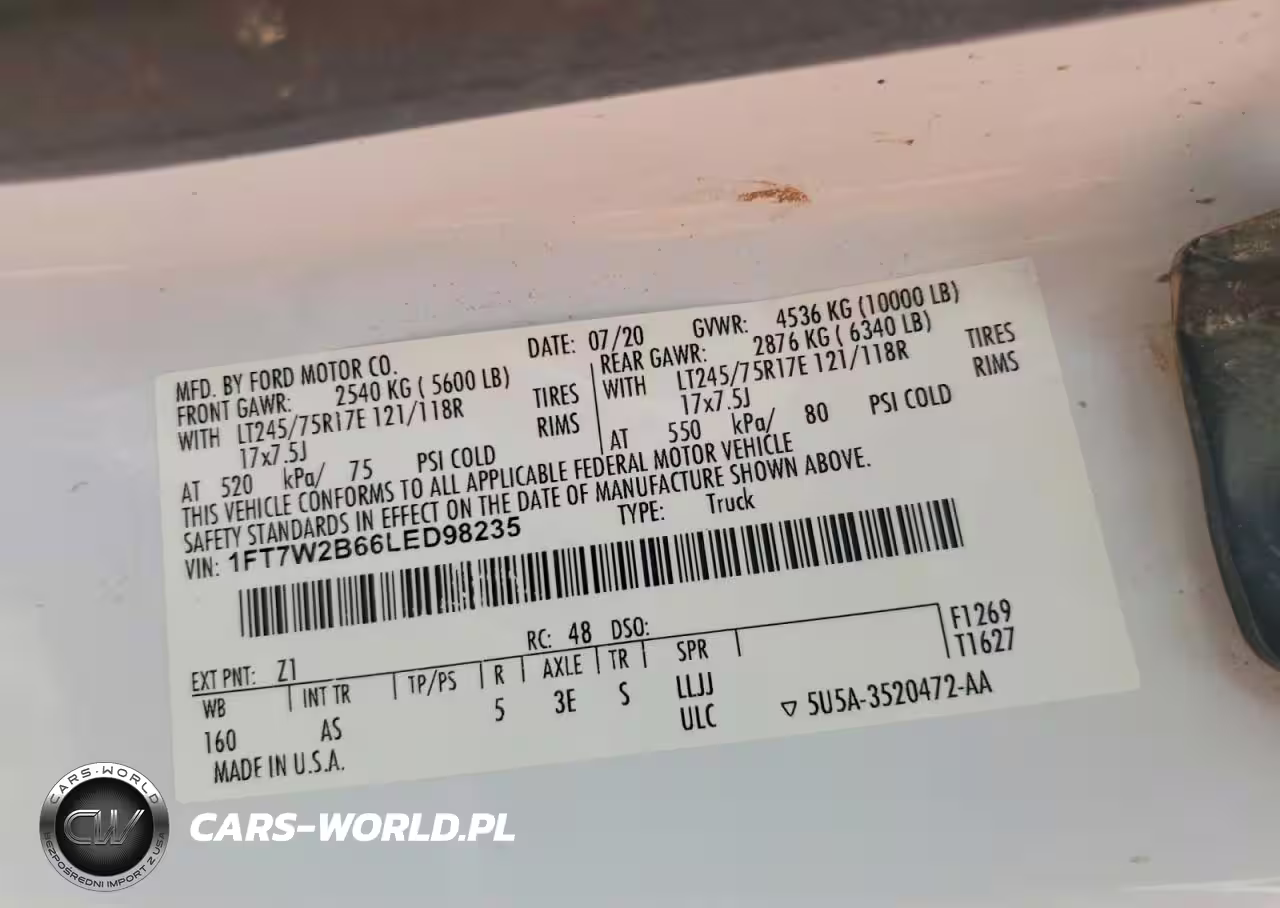 MFD. BY FORD MOTOR CO. DATE: 07/20 GVWR: 4536 KG (10000 LB)
FRONT GAWR: 2540 KG ( 5600 LB) REAR GAWR: 2876 KG ( 6340 LB)
WITH LT245/75R17E 121/118R TIRES WITH LT245/75R17E 121/118R TIRES
17x7.5J RIMS 17x7.5J RIMS
AT 520 kPa/ 75 PSI COLD AT 550 kPa/ 80 PSI COLD
THIS VEHICLE CONFORMS TO ALL APPLICABLE FEDERAL MOTOR VEHICLE
SAFETY STANDARDS IN EFFECT ON THE DATE OF MANUFACTURE SHOWN ABOVE.
VIN: 1FT7W2B66LED98235 TYPE: Truck
EXT PNT: Z1 RC: 48 DSO: F1269
WB INT TR TP/PS R AXLE TR SPR T1627
160 AS 5 3E S LLJJ
ULC ▽ 5U5A-3520472-AA
MADE IN U.S.A.
CARS-WORLD
CW
BEZPOŚREDNI IMPORT Z USA
CARS-WORLD.PL